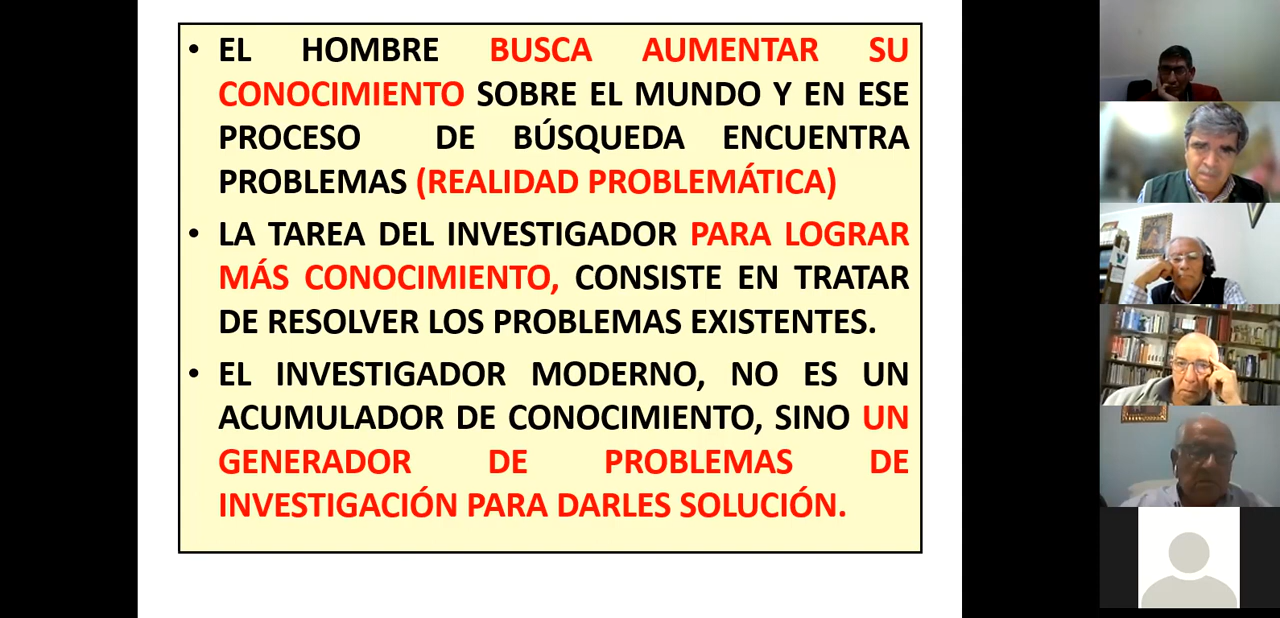 • EL HOMBRE BUSCA AUMENTAR SU
CONOCIMIENTO SOBRE EL MUNDO Y EN ESE
PROCESO DE BÚSQUEDA ENCUENTRA
PROBLEMAS (REALIDAD PROBLEMÁTICA)
• LA TAREA DEL INVESTIGADOR PARA LOGRAR
MÁS CONOCIMIENTO, CONSISTE EN TRATAR
DE RESOLVER LOS PROBLEMAS EXISTENTES.
• EL INVESTIGADOR MODERNO, NO ES UN
ACUMULADOR DE CONOCIMIENTO, SINO UN
GENERADOR DE PROBLEMAS DE
INVESTIGACIÓN PARA DARLES SOLUCIÓN.